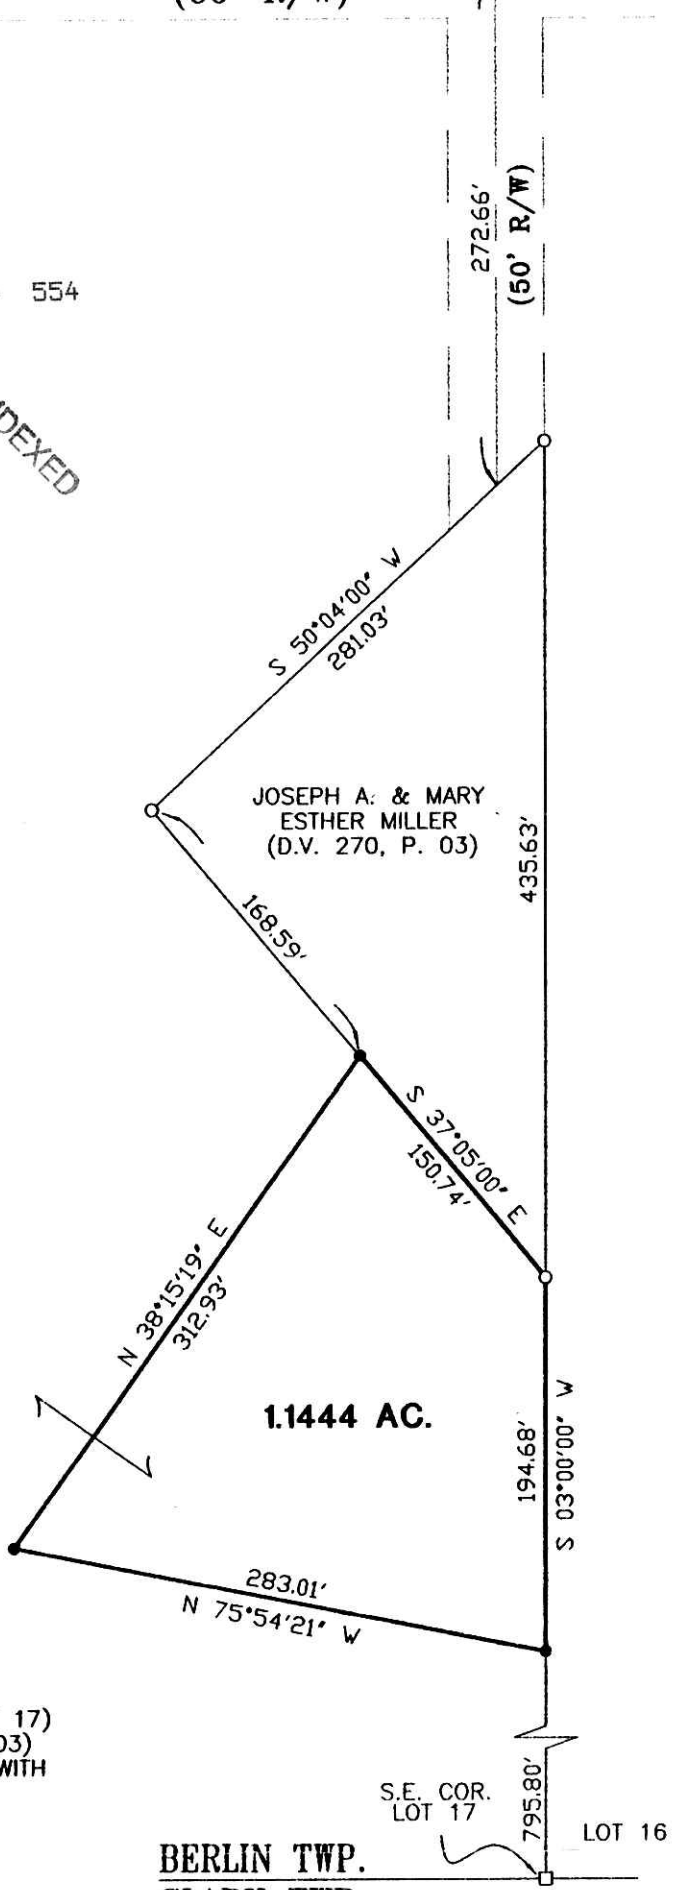 272.66'
(50' R/W)
554
S 50°04'00" W
281.03'
JOSEPH A. & MARY
ESTHER MILLER
(D.V. 270, P. 03)
435.63'
168.59'
S 37°05'00" E
150.74'
N 38°15'19" E
312.93'
1.1444 AC.
194.68'
S 03°00'00" W
283.01'
N 75°54'21" W
17)
03)
WITH
S.E. COR.
LOT 17
795.80'
LOT 16
BERLIN TWP.